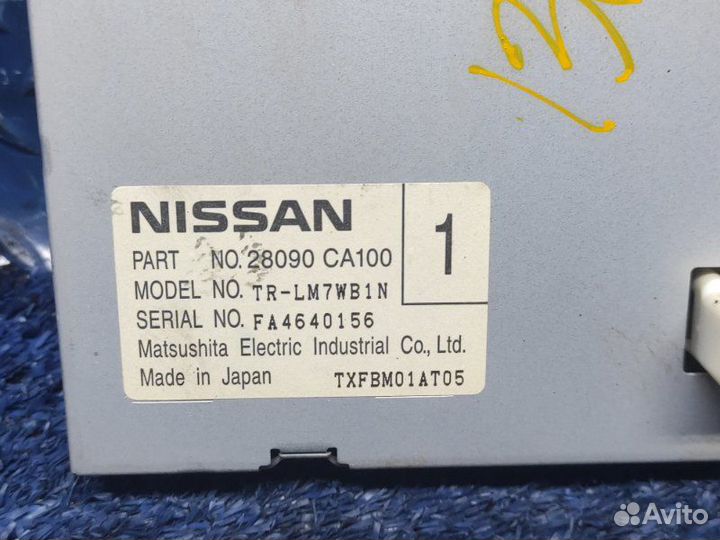 NISSAN
1
PART NO. 28090 CA100
MODEL NO. TR-LM7WB1N
SERIAL NO. FA4640156
Matsushita Electric Industrial Co., Ltd.
Made in Japan TXFBM01AT05
Avito